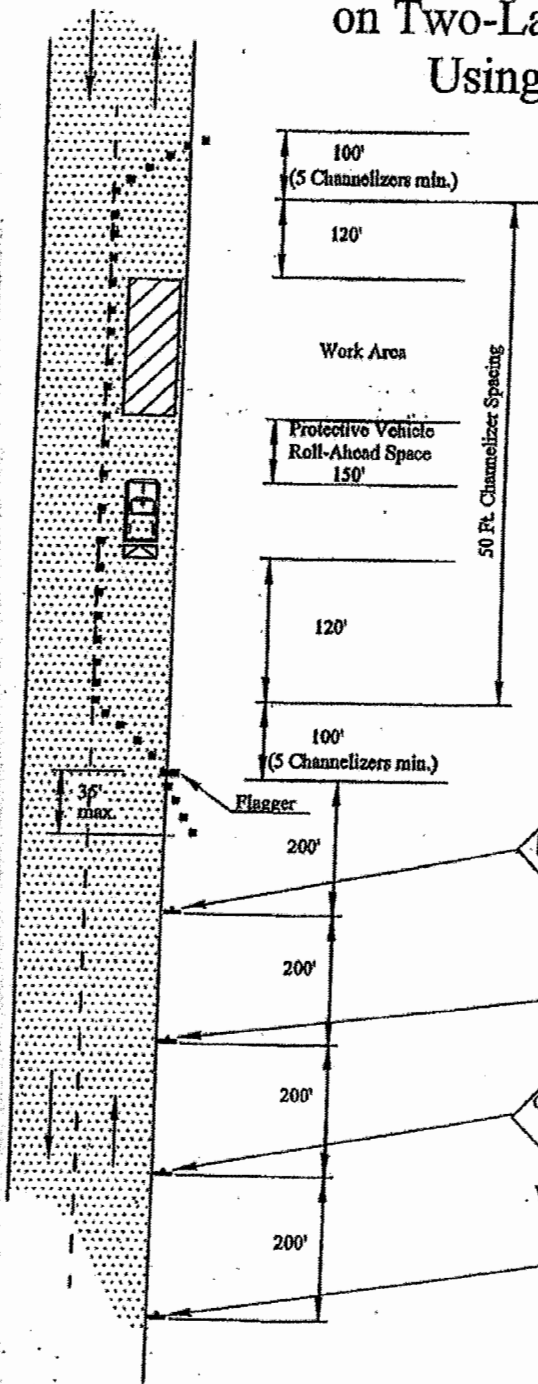 on Two-La
Using
100'
(5 Channelizers min.)
120'
Work Area
Protective Vehicle
Roll-Ahead Space
150'
50 Ft. Channelizer Spacing
120'
100'
(5 Channelizers min.)
35'
max.
Flagger
200'
200'
200'
200'